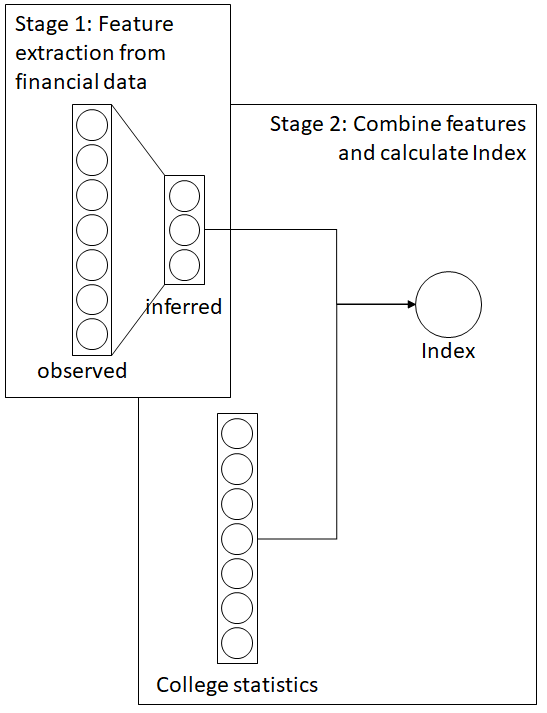 Stage 1: Feature
extraction from
financial data
Stage 2: Combine features
and calculate Index
inferred
observed
Index
College statistics